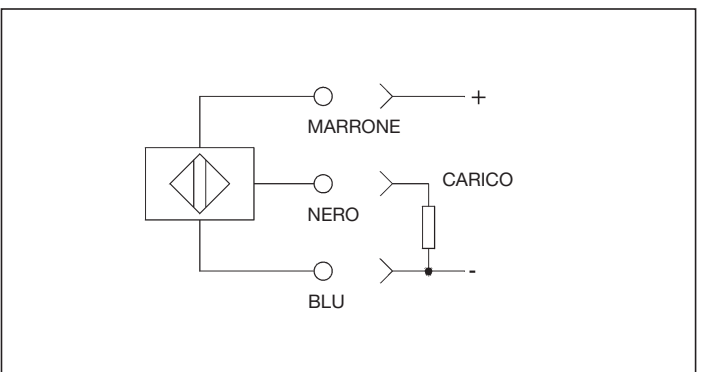 +
MARRONE
CARICO
NERO
-
BLU